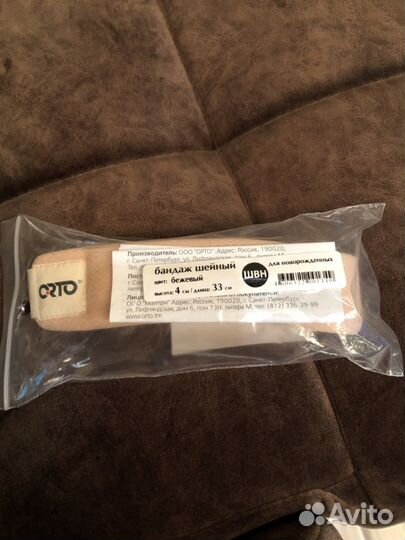 Производитель: ООО "ОРТО". Адрес: Россия, 190020,
г. Санкт-Петербург, ул. Лифляндская, дом 6,
Тел.
бандаж шейный
цвет: бежевый
высота: 4 см / длина: 33 см
ШВН
для новорожденных
ORTO
ООО "Малтри" Адрес: Россия, 190020, г. Санкт-Петербург,
ул. Лифляндская, дом 6, пом 13Н, литера М, тел: (812) 336-39-99
www.orto.tm
Avito